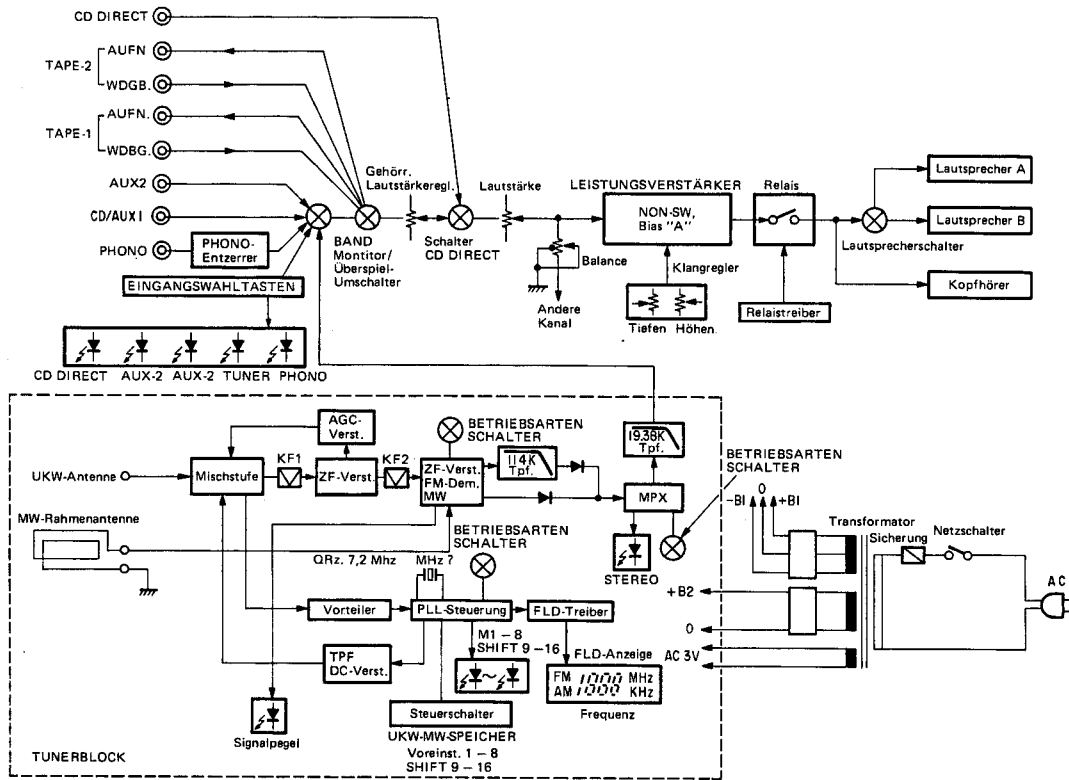 CD DIRECT
TAPE-2
AUFN
WDGB.
TAPE-1
AUFN.
WDBG.
AUX2
CD/AUX1
PHONO
PHONO-
Entzerrer
EINGANGSWAHLTASTEN
CD DIRECT AUX-2 AUX-2 TUNER PHONO
BAND
Montitor/
Überspiel-
Umschalter
Gehörr.
Lautstärkeregl.
Schalter
CD DIRECT
Lautstärke
Balance
Andere
Kanal
LEISTUNGSVERSTÄRKER
NON-SW,
Bias "A"
Klangregler
Tiefen Höhen.
Relais
Relaistreiber
Lautsprecherschalter
Lautsprecher A
Lautsprecher B
Kopfhörer
UKW-Antenne
MW-Rahmenantenne
Mischstufe
AGC-
Verst.
KF1
ZF-Verst.
KF2
BETRIEBSARTEN
SCHALTER
ZF-Verst.
FM-Dem.
MW
114K
Tpf.
19,38K
Tpf.
MPX
STEREO
BETRIEBSARTEN
SCHALTER
BETRIEBSARTEN
SCHALTER
QRz. 7,2 Mhz
MHz 7
Vorteiler
PLL-Steuerung
FLD-Treiber
TPF
DC-Verst.
M1 – 8
SHIFT 9 – 16
FLD-Anzeige
FM 1000 MHz
AM 1000 KHz
Frequenz
Signalpegel
Steuerschalter
UKW-MW-SPEICHER
Voreinst. 1 – 8
SHIFT 9 – 16
TUNERBLOCK
-B1
0
+B1
+B2
0
AC 3V
Transformator
Sicherung
Netzschalter
AC